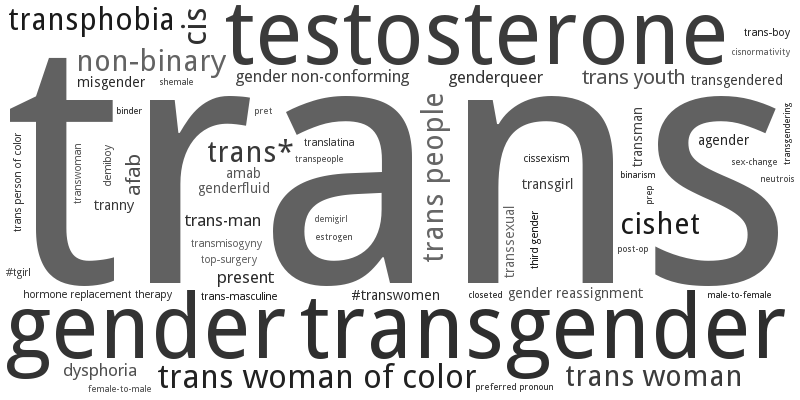 transphobia
cis
testosterone
trans-boy
cisnormativity
non-binary
misgender
shemale
gender non-conforming
genderqueer
trans youth
transgendered
trans
binder
pret
trans person of color
transwoman
demiboy
afab
tranny
trans*
amab
genderfluid
translatina
transpeople
trans people
cissexism
transgirl
transman
agender
transgendering
sex-change
binarism
neutrois
prep
trans-man
demigirl
estrogen
transmisogyny
top-surgery
present
transsexual
third gender
cishet
post-op
#tgirl
hormone replacement therapy
trans-masculine
#transwomen
closeted
gender reassignment
male-to-female
gender
transgender
dysphoria
female-to-male
trans woman of color
preferred pronoun
trans woman